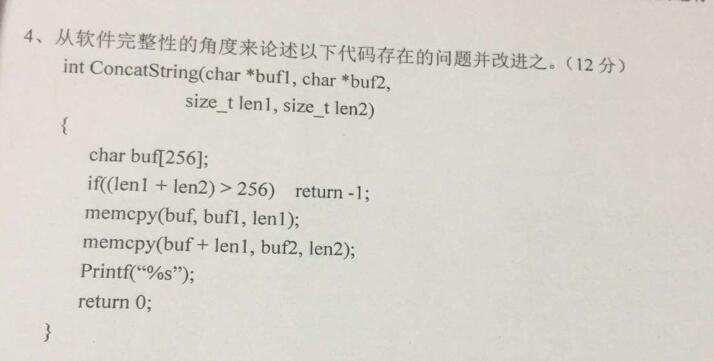 4、从软件完整性的角度来论述以下代码存在的问题并改进之。（12 分）
int ConcatString(char *buf1, char *buf2,
size_t len1, size_t len2)
{
char buf[256];
if((len1 + len2) > 256) return -1;
memcpy(buf, buf1, len1);
memcpy(buf + len1, buf2, len2);
Printf(“%s”);
return 0;
}